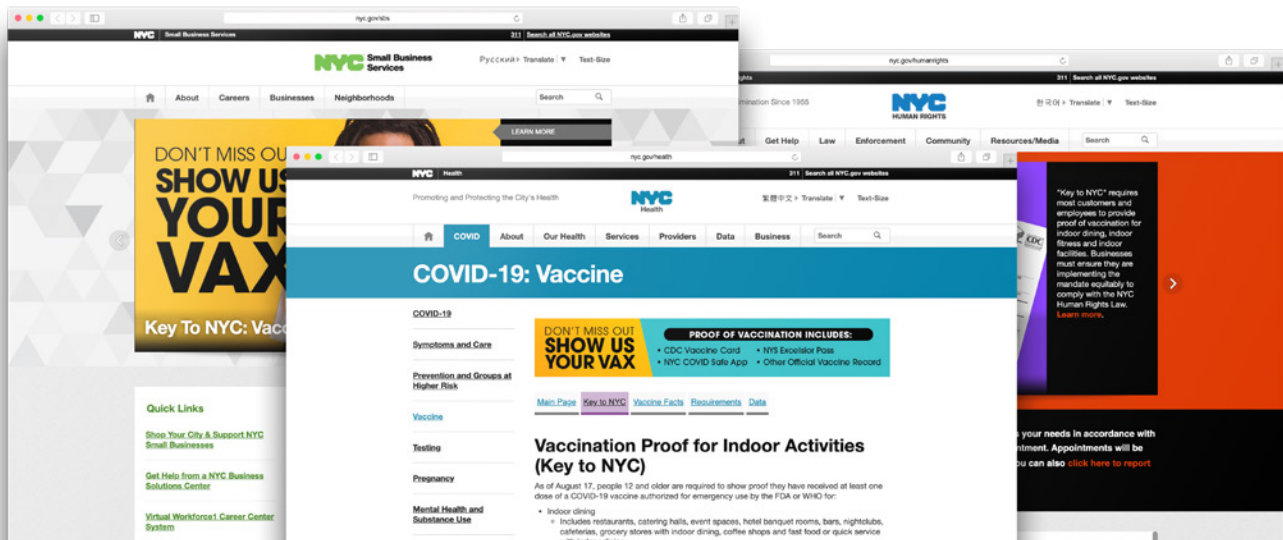 nyc.gov/sbs
NYC Small Business Services
311 Search all NYC.gov websites
NYC Small Business
Services
Русский› Translate ▼ Text-Size
About Careers Businesses Neighborhoods
Search
LEARN MORE
DON'T MISS OU
SHOW US
YOUR
VAX
Key To NYC: Vacc
Quick Links
Shop Your City & Support NYC
Small Businesses
Get Help from a NYC Business
Solutions Center
Virtual Workforce1 Career Center
System
nyc.gov/health
NYC Health
311 Search all NYC.gov websites
Promoting and Protecting the City's Health
NYC
Health
繁體中文› Translate ▼ Text-Size
COVID About Our Health Services Providers Data Business
Search
COVID-19: Vaccine
COVID-19
Symptoms and Care
Prevention and Groups at
Higher Risk
Vaccine
Testing
Pregnancy
Mental Health and
Substance Use
DON'T MISS OUT
SHOW US
YOUR VAX
PROOF OF VACCINATION INCLUDES:
• CDC Vaccine Card • NYS Excelsior Pass
• NYC COVID Safe App • Other Official Vaccine Record
Main Page Key to NYC Vaccine Facts Requirements Data
Vaccination Proof for Indoor Activities
(Key to NYC)
As of August 17, people 12 and older are required to show proof they have received at least one
dose of a COVID-19 vaccine authorized for emergency use by the FDA or WHO for:
• Indoor dining
Includes restaurants, catering halls, event spaces, hotel banquet rooms, bars, nightclubs,
cafeterias, grocery stores with indoor dining, coffee shops and fast food or quick service
nyc.gov/humanrights
ghts
311 Search all NYC.gov websites
mination Since 1955
NYC
HUMAN RIGHTS
한국어› Translate ▼ Text-Size
ut Get Help Law Enforcement Community Resources/Media
Search
CDC
"Key to NYC" requires
most customers and
employees to provide
proof of vaccination for
indoor dining, indoor
fitness and indoor
facilities. Businesses
must ensure they are
implementing the
mandate equitably to
comply with the NYC
Human Rights Law.
Learn more.
s your needs in accordance with
ntment. Appointments will be
ou can also click here to report